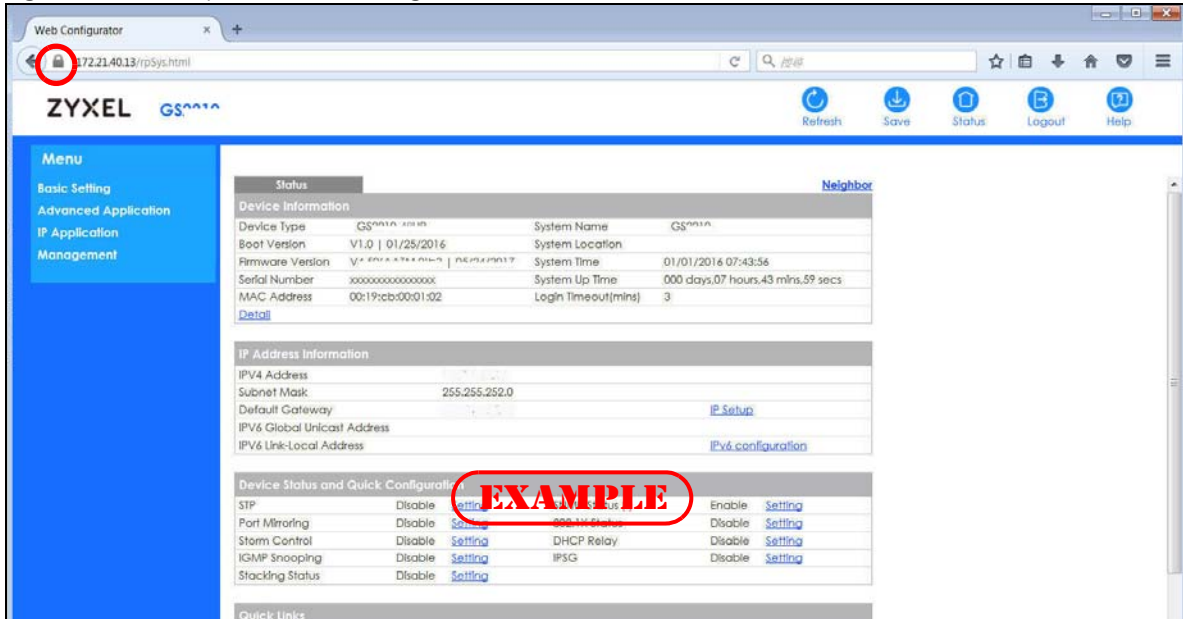 Web Configurator × +
172.21.40.13/rpSys.html
ZYXEL
Refresh Save Status Logout Help
Menu
Basic Setting
Advanced Application
IP Application
Management
Status Neighbor
Device Information
Device Type System Name
Boot Version V1.0 | 01/25/2016 System Location
Firmware Version System Time 01/01/2016 07:43:56
Serial Number xxxxxxxxxxxxxxxx System Up Time 000 days,07 hours,43 mins,59 secs
MAC Address 00:19:cb:00:01:02 Login Timeout(mins) 3
Detail
IP Address Information
IPV4 Address
Subnet Mask 255.255.252.0
Default Gateway IP Setup
IPV6 Global Unicast Address
IPV6 Link-Local Address IPv6 configuration
Device Status and Quick Configuration
EXAMPLE
STP Disable Setting Status Enable Setting
Port Mirroring Disable Setting 802.1X Status Disable Setting
Storm Control Disable Setting DHCP Relay Disable Setting
IGMP Snooping Disable Setting IPSG Disable Setting
Stacking Status Disable Setting
Quick Links